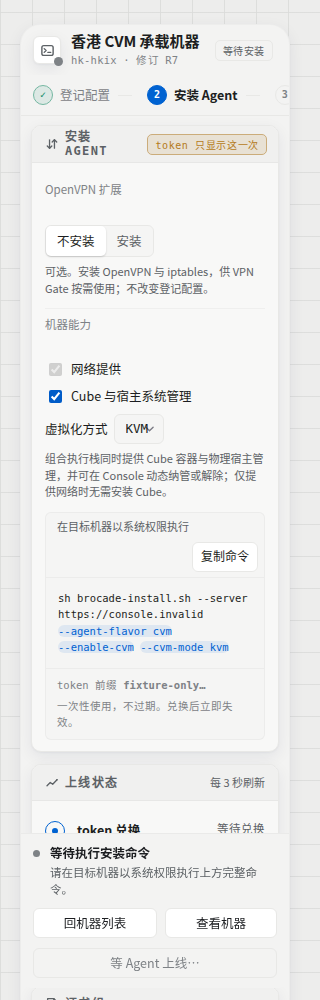 香港 CVM 承载机器
hk-hkix · 修订 R7
等待安装
✓ 登记配置
2 安装 Agent
3
安装 AGENT
token 只显示这一次
OpenVPN 扩展
不安装 安装
可选。安装 OpenVPN 与 iptables，供 VPN
Gate 按需使用；不改变登记配置。
机器能力
网络提供
Cube 与宿主系统管理
虚拟化方式 KVM
组合执行栈同时提供 Cube 容器与物理宿主管
理，并可在 Console 动态纳管或解除；仅提
供网络时无需安装 Cube。
在目标机器以系统权限执行
复制命令
sh brocade-install.sh --server
https://console.invalid
--agent-flavor cvm
--enable-cvm --cvm-mode kvm
token 前缀 fixture-only…
一次性使用，不过期。兑换后立即失
效。
上线状态
每 3 秒刷新
token 兑换
等待兑换
等待执行安装命令
请在目标机器以系统权限执行上方完整命
令。
回机器列表 查看机器
等 Agent 上线…